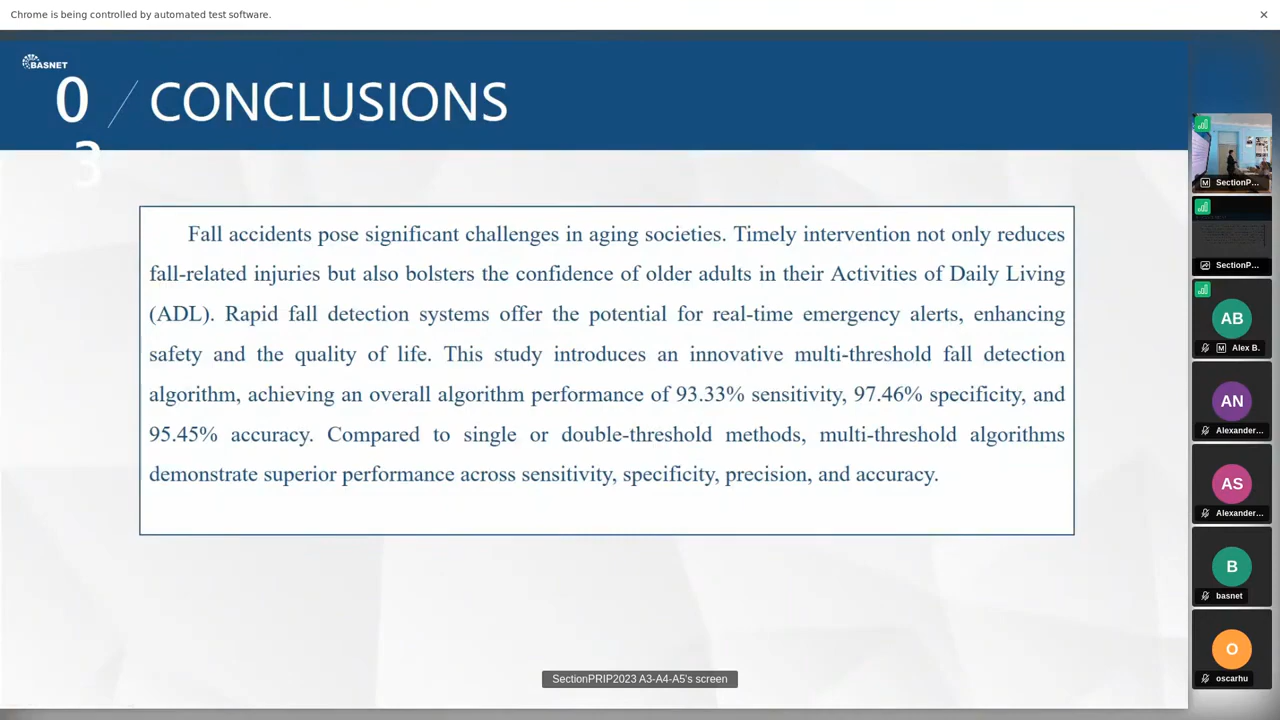 Chrome is being controlled by automated test software.
BASNET
0
3
CONCLUSIONS
Fall accidents pose significant challenges in aging societies. Timely intervention not only reduces
fall-related injuries but also bolsters the confidence of older adults in their Activities of Daily Living
(ADL). Rapid fall detection systems offer the potential for real-time emergency alerts, enhancing
safety and the quality of life. This study introduces an innovative multi-threshold fall detection
algorithm, achieving an overall algorithm performance of 93.33% sensitivity, 97.46% specificity, and
95.45% accuracy. Compared to single or double-threshold methods, multi-threshold algorithms
demonstrate superior performance across sensitivity, specificity, precision, and accuracy.
SectionPRIP2023 A3-A4-A5's screen
M SectionP...
SectionP...
AB
M Alex B.
AN
Alexander...
AS
Alexander...
B
basnet
O
oscarhu